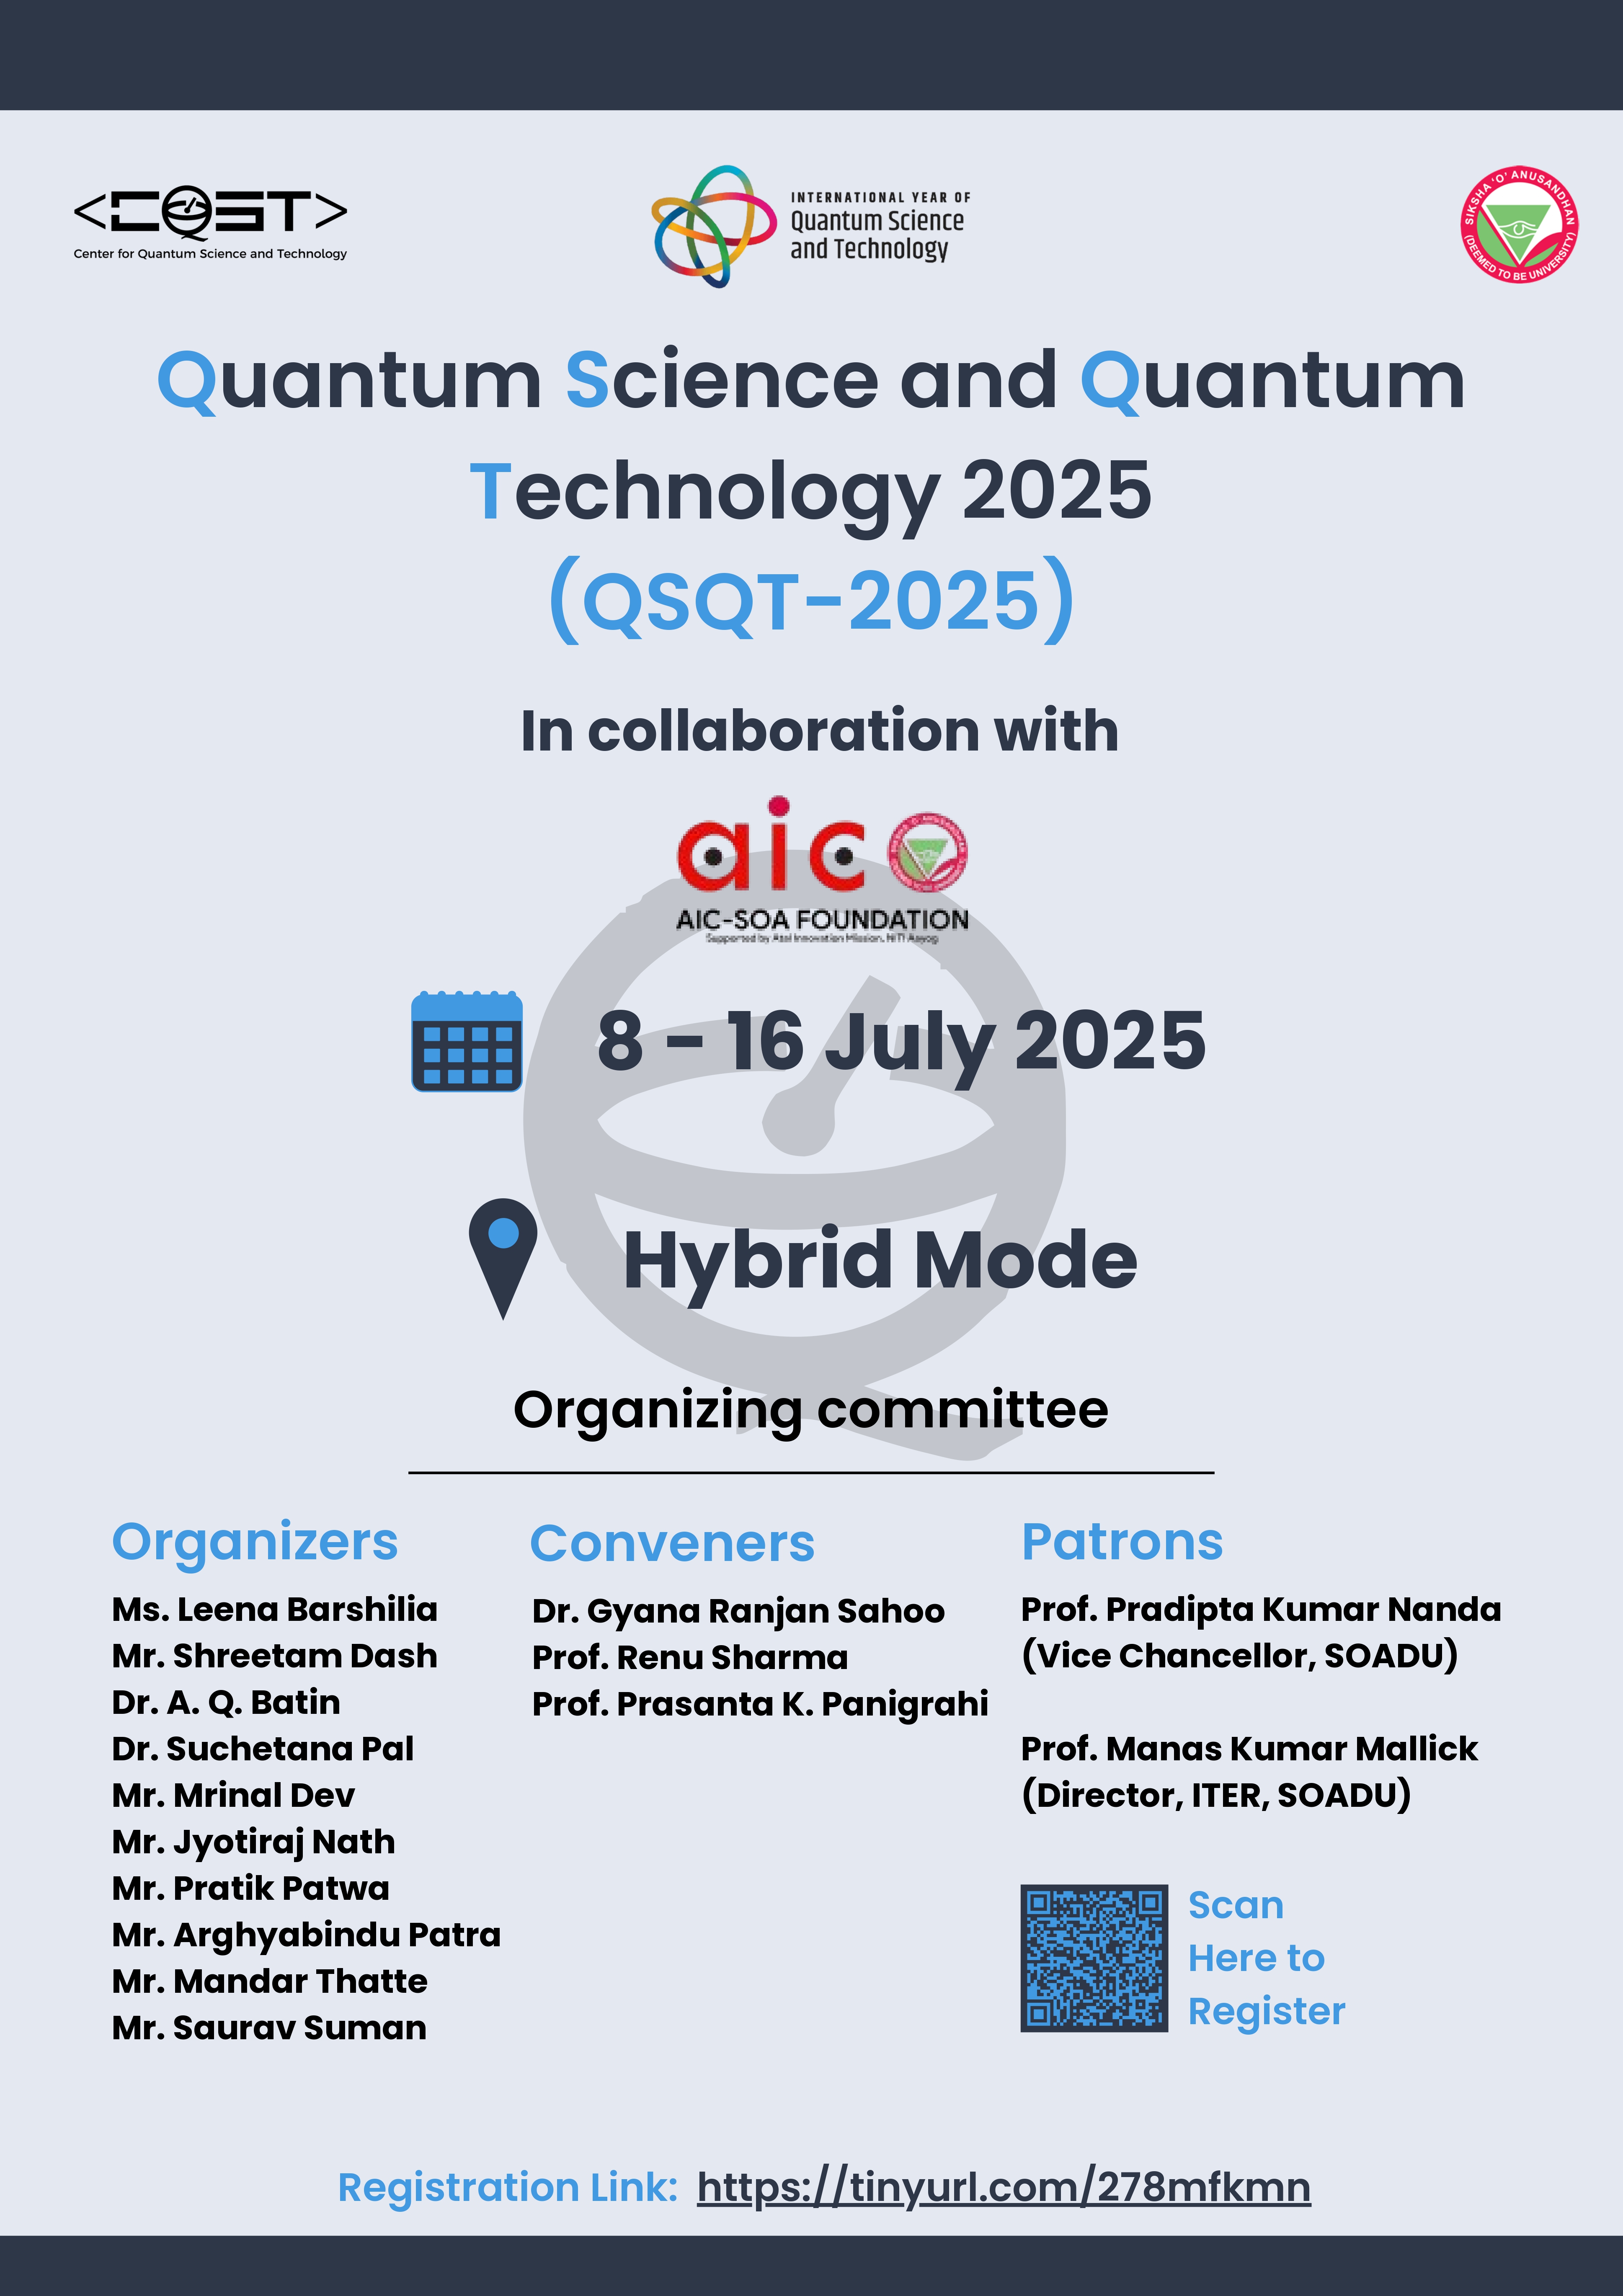 <CQST>
Center for Quantum Science and Technology
INTERNATIONAL YEAR OF
Quantum Science
and Technology
SIKSHA 'O' ANUSANDHAN
(DEEMED TO BE UNIVERSITY)
Quantum Science and Quantum
Technology 2025
(QSQT-2025)
In collaboration with
aic
AIC-SOA FOUNDATION
Supported by Atal Innovation Mission, NITI Aayog
8 - 16 July 2025
Hybrid Mode
Organizing committee
Organizers
Ms. Leena Barshilia
Mr. Shreetam Dash
Dr. A. Q. Batin
Dr. Suchetana Pal
Mr. Mrinal Dev
Mr. Jyotiraj Nath
Mr. Pratik Patwa
Mr. Arghyabindu Patra
Mr. Mandar Thatte
Mr. Saurav Suman
Conveners
Dr. Gyana Ranjan Sahoo
Prof. Renu Sharma
Prof. Prasanta K. Panigrahi
Patrons
Prof. Pradipta Kumar Nanda
(Vice Chancellor, SOADU)
Prof. Manas Kumar Mallick
(Director, ITER, SOADU)
Scan
Here to
Register
Registration Link: https://tinyurl.com/278mfkmn